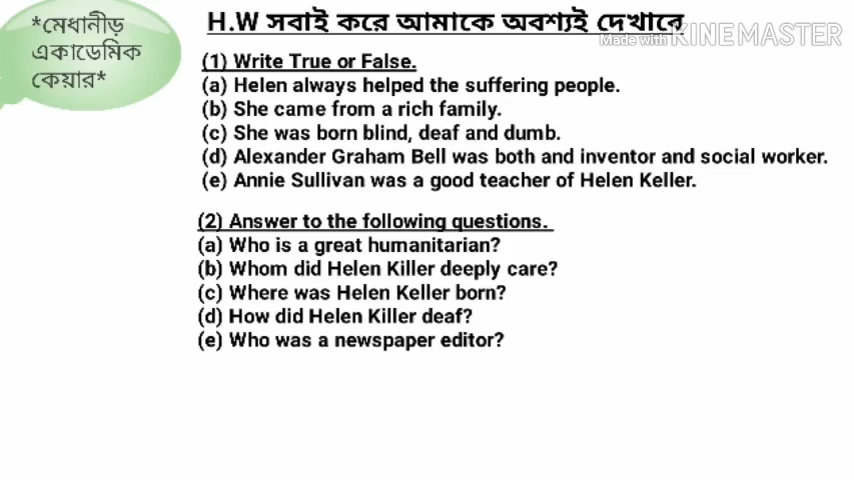 *মেধানীড়
একাডেমিক
কেয়ার*
H.W সবাই করে আমাকে অবশ্যই দেখাবে
Made with KINEMASTER
(1) Write True or False.
(a) Helen always helped the suffering people.
(b) She came from a rich family.
(c) She was born blind, deaf and dumb.
(d) Alexander Graham Bell was both and inventor and social worker.
(e) Annie Sullivan was a good teacher of Helen Keller.
(2) Answer to the following questions.
(a) Who is a great humanitarian?
(b) Whom did Helen Killer deeply care?
(c) Where was Helen Keller born?
(d) How did Helen Killer deaf?
(e) Who was a newspaper editor?